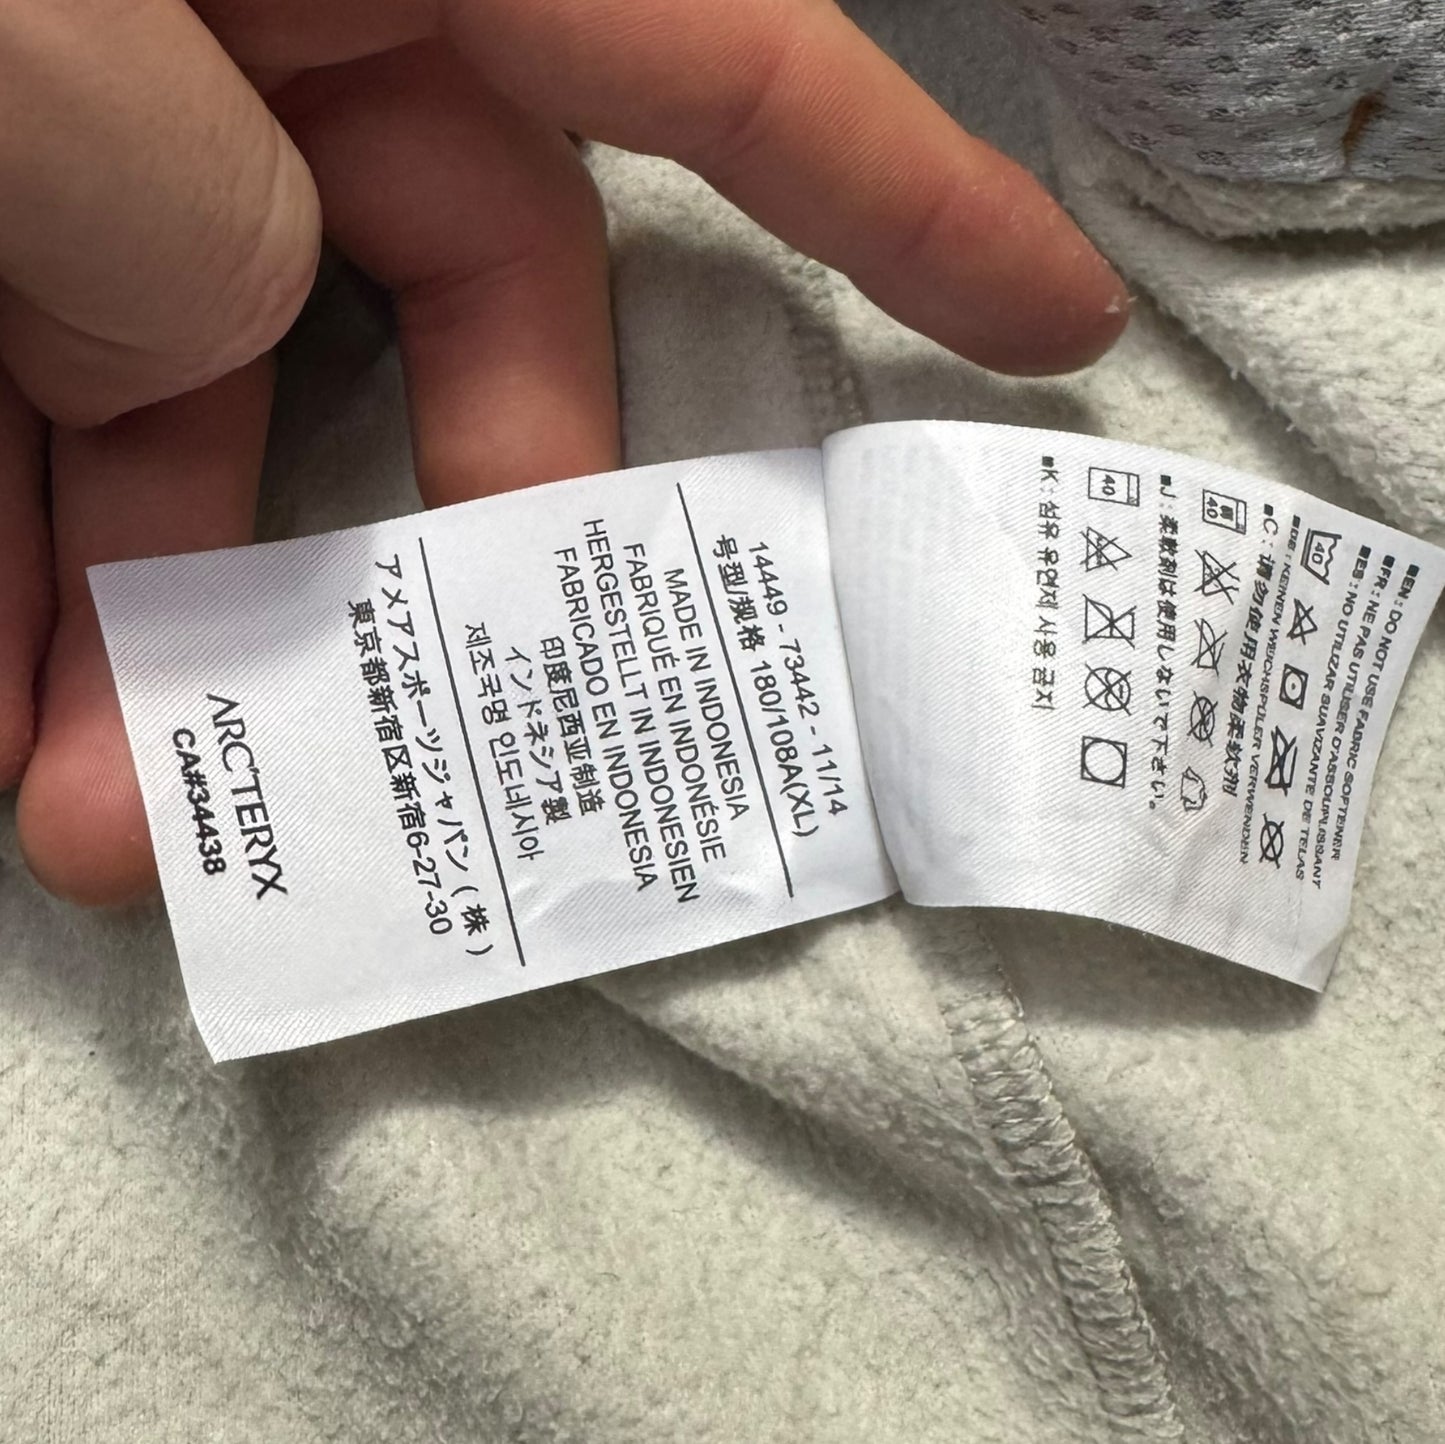 ■EN : DO NOT USE FABRIC SOFTENER
■FR : NE PAS UTILISER D'ASSOUPLISSANT
■ES : NO UTILIZAR SUAVIZANTE DE TELAS
■DE : KEINEN WEICHSPÜLER VERWENDEN
40
■C : 请勿使用衣物柔软剂
40
■J : 柔軟剤は使用しないで下さい。
40
■K : 섬유 유연제 사용 금지
14449 - 73442 - 11/14
号型/规格 180/108A(XL)
MADE IN INDONESIA
FABRIQUÉ EN INDONÉSIE
HERGESTELLT IN INDONESIEN
FABRICADO EN INDONESIA
印度尼西亚制造
インドネシア製
제조국명 인도네시아
アメアスポーツジャパン(株)
東京都新宿区新宿6-27-30
ARC'TERYX
CA#34438